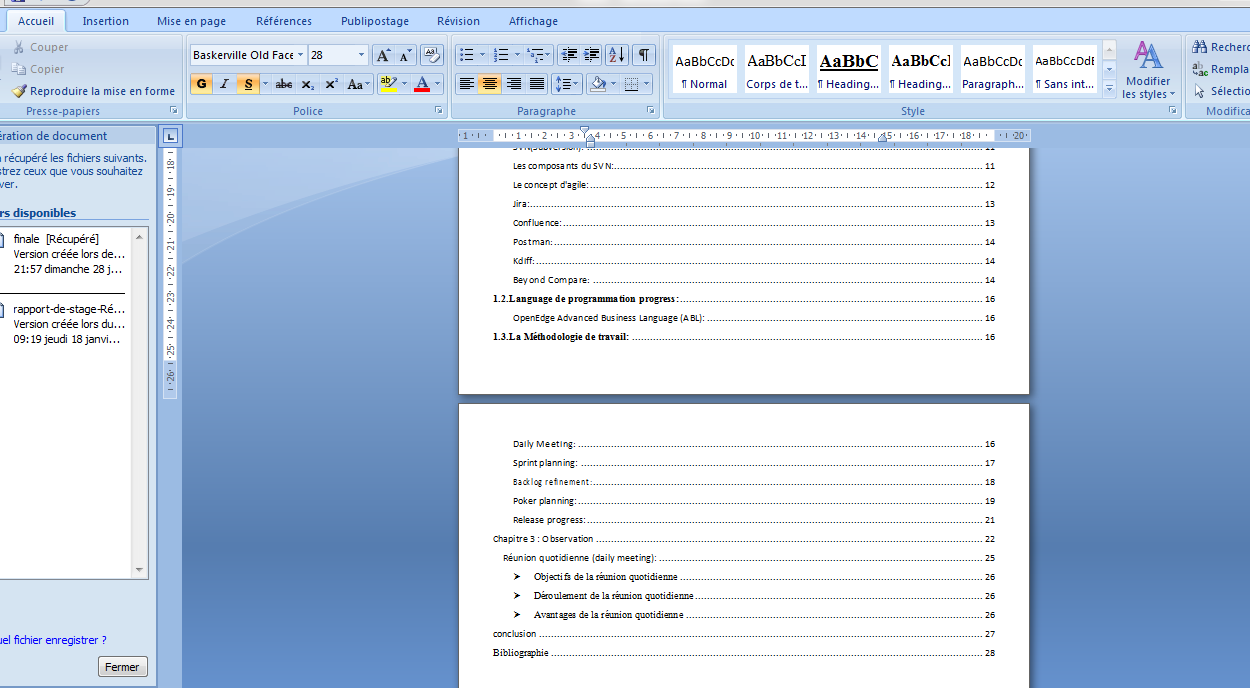 Accueil Insertion Mise en page Références Publipostage Révision Affichage
Couper
Copier
Reproduire la mise en forme
Presse-papiers
Baskerville Old Face 28
G I S abc x₂ x² Aa
Police
Paragraphe
AaBbCcDc AaBbCcI AaBbC AaBbCcI AaBbCcDc AaBbCcDdE
¶ Normal Corps de t... ¶ Heading... ¶ Heading... Paragraph... ¶ Sans int...
Modifier
les styles
Style
Recherc
Rempla
Sélectio
Modifica
ération de document
récupéré les fichiers suivants.
strez ceux que vous souhaitez
ver.
rs disponibles
finale [Récupéré]
Version créée lors de...
21:57 dimanche 28 j...
rapport-de-stage-Ré...
Version créée lors du...
09:19 jeudi 18 janvi...
uel fichier enregistrer ?
Fermer
Les composants du SVN: 11
Le concept d'agile: 12
Jira: 13
Confluence: 13
Postman: 14
Kdiff: 14
Beyond Compare: 14
1.2.Language de programmation progress: 16
OpenEdge Advanced Business Language (ABL): 16
1.3.La Méthodologie de travail: 16
Daily Meeting: 16
Sprint planning: 17
Backlog refinement: 18
Poker planning: 19
Release progress: 21
Chapitre 3 : Observation 22
Réunion quotidienne (daily meeting): 25
➢ Objectifs de la réunion quotidienne 26
➢ Déroulement de la réunion quotidienne 26
➢ Avantages de la réunion quotidienne 26
conclusion 27
Bibliographie 28